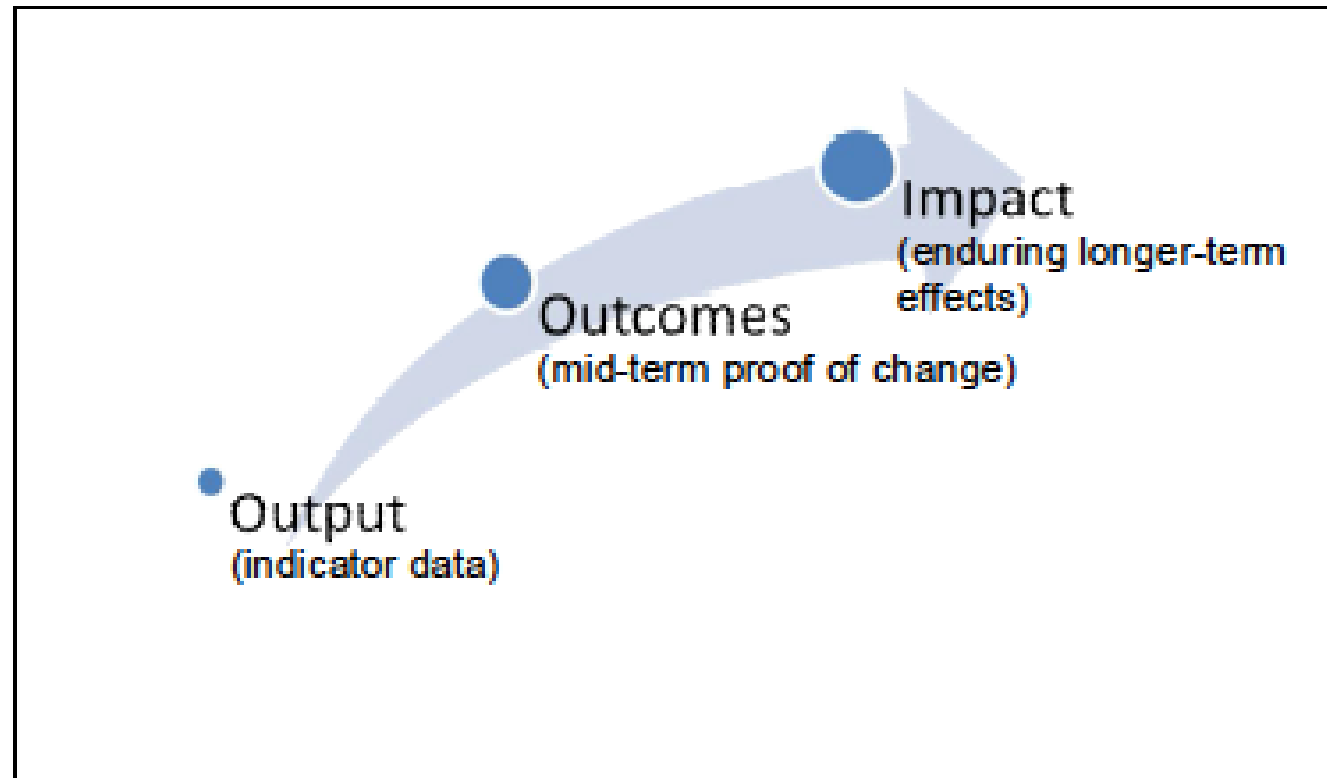 Impact
(enduring longer-term
effects)
Outcomes
(mid-term proof of change)
Output
(indicator data)